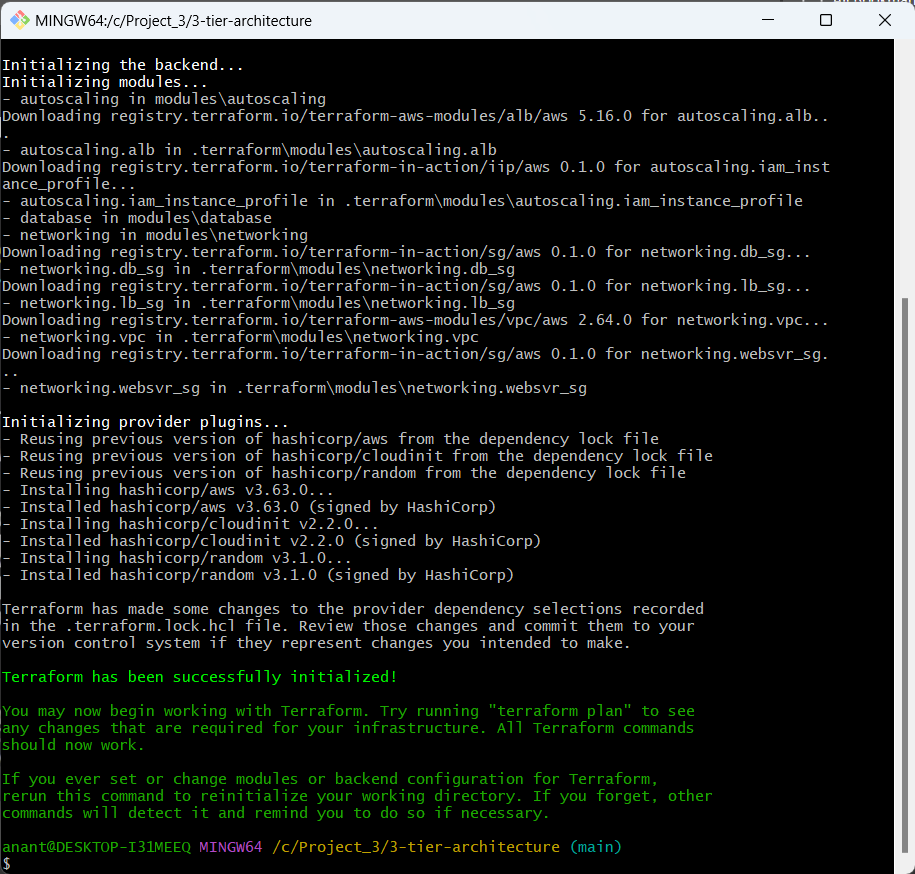 MINGW64:/c/Project_3/3-tier-architecture
Initializing the backend...
Initializing modules...
- autoscaling in modules\autoscaling
Downloading registry.terraform.io/terraform-aws-modules/alb/aws 5.16.0 for autoscaling.alb..
.
- autoscaling.alb in .terraform\modules\autoscaling.alb
Downloading registry.terraform.io/terraform-in-action/iip/aws 0.1.0 for autoscaling.iam_inst
ance_profile...
- autoscaling.iam_instance_profile in .terraform\modules\autoscaling.iam_instance_profile
- database in modules\database
- networking in modules\networking
Downloading registry.terraform.io/terraform-in-action/sg/aws 0.1.0 for networking.db_sg...
- networking.db_sg in .terraform\modules\networking.db_sg
Downloading registry.terraform.io/terraform-in-action/sg/aws 0.1.0 for networking.lb_sg...
- networking.lb_sg in .terraform\modules\networking.lb_sg
Downloading registry.terraform.io/terraform-aws-modules/vpc/aws 2.64.0 for networking.vpc...
- networking.vpc in .terraform\modules\networking.vpc
Downloading registry.terraform.io/terraform-in-action/sg/aws 0.1.0 for networking.websvr_sg.
..
- networking.websvr_sg in .terraform\modules\networking.websvr_sg
Initializing provider plugins...
- Reusing previous version of hashicorp/aws from the dependency lock file
- Reusing previous version of hashicorp/cloudinit from the dependency lock file
- Reusing previous version of hashicorp/random from the dependency lock file
- Installing hashicorp/aws v3.63.0...
- Installed hashicorp/aws v3.63.0 (signed by HashiCorp)
- Installing hashicorp/cloudinit v2.2.0...
- Installed hashicorp/cloudinit v2.2.0 (signed by HashiCorp)
- Installing hashicorp/random v3.1.0...
- Installed hashicorp/random v3.1.0 (signed by HashiCorp)
Terraform has made some changes to the provider dependency selections recorded
in the .terraform.lock.hcl file. Review those changes and commit them to your
version control system if they represent changes you intended to make.
Terraform has been successfully initialized!
You may now begin working with Terraform. Try running "terraform plan" to see
any changes that are required for your infrastructure. All Terraform commands
should now work.
If you ever set or change modules or backend configuration for Terraform,
rerun this command to reinitialize your working directory. If you forget, other
commands will detect it and remind you to do so if necessary.
anant@DESKTOP-I31MEEQ MINGW64 /c/Project_3/3-tier-architecture (main)
$